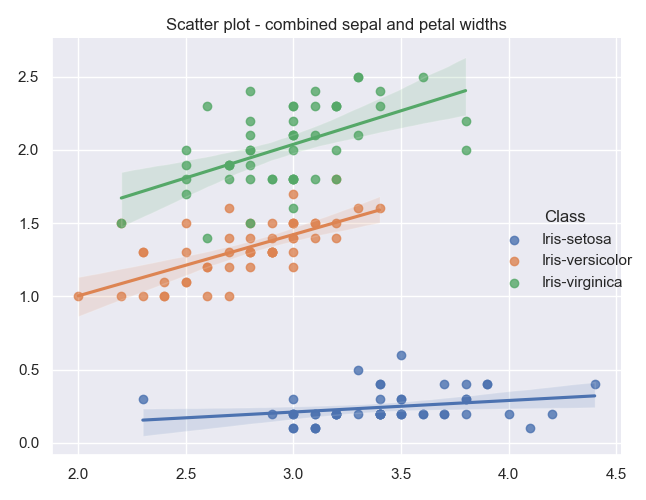 Scatter plot - combined sepal and petal widths
2.5
2.0
1.5
1.0
0.5
0.0
Class
Iris-setosa
Iris-versicolor
Iris-virginica
2.0 2.5 3.0 3.5 4.0 4.5